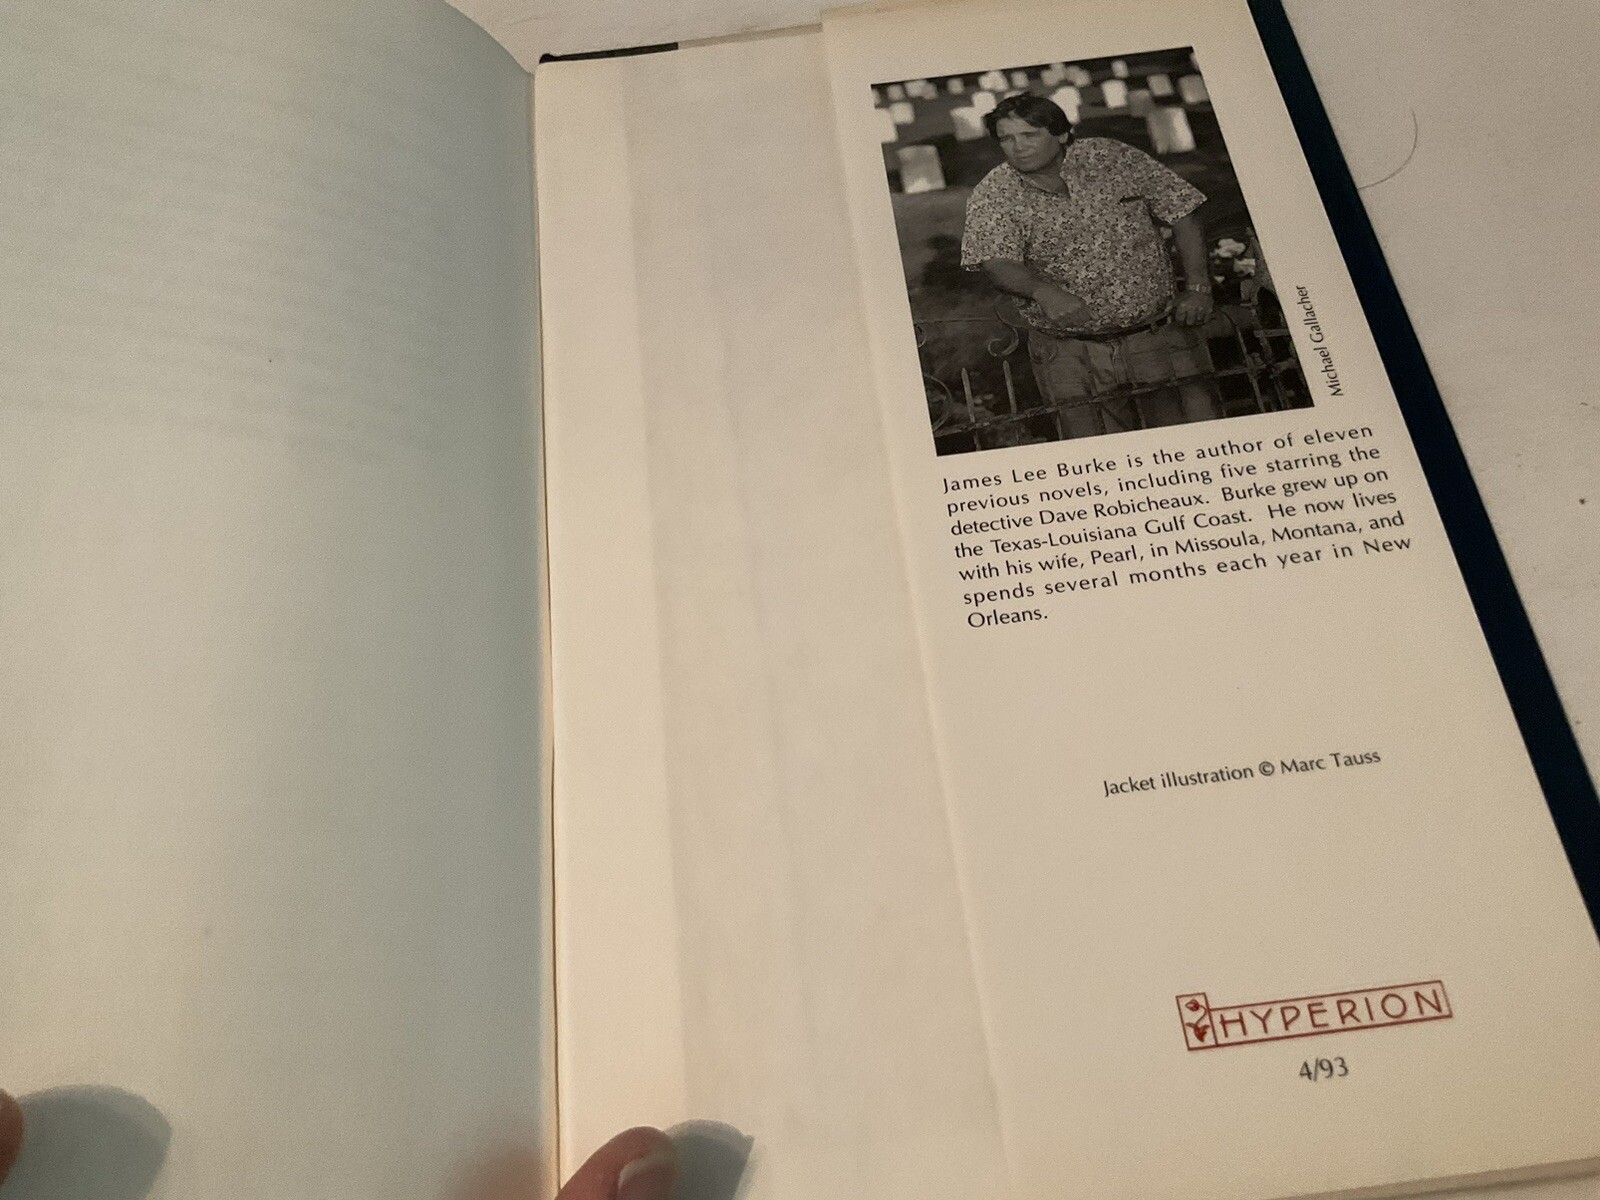 Michael Gallacher
James Lee Burke is the author of eleven
previous novels, including five starring the
detective Dave Robicheaux. Burke grew up on
the Texas-Louisiana Gulf Coast. He now lives
with his wife, Pearl, in Missoula, Montana, and
spends several months each year in New
Orleans.
Jacket illustration © Marc Tauss
HYPERION
4/93